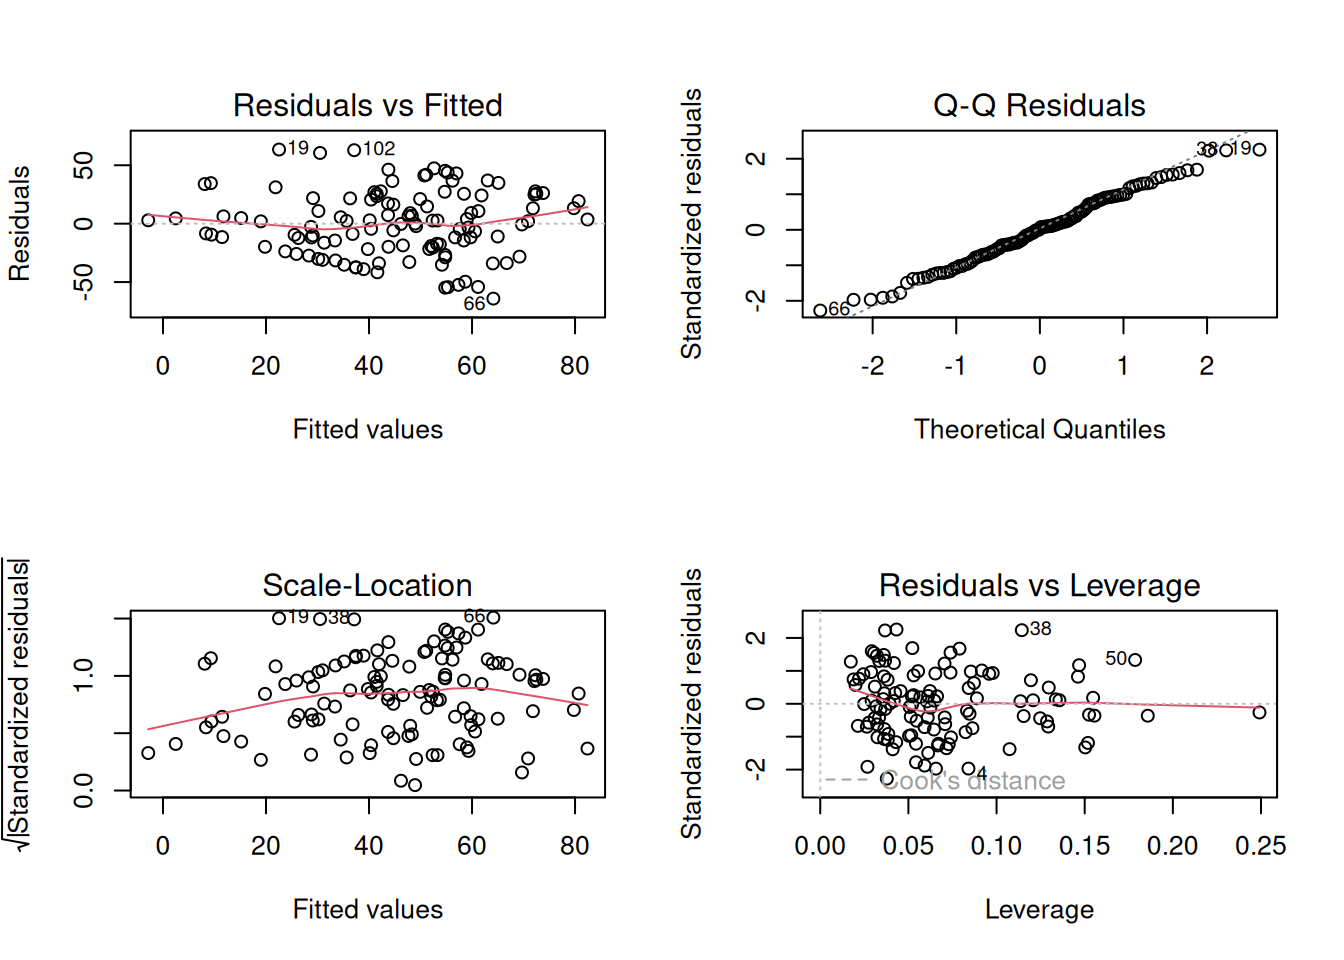 Residuals vs Fitted
Residuals
50
0
-50
19
102
66
0 20 40 60 80
Fitted values
Q-Q Residuals
Standardized residuals
2
0
-2
38
19
66
-2 -1 0 1 2
Theoretical Quantiles
Scale-Location
√|Standardized residuals|
1.0
0.0
19
38
66
0 20 40 60 80
Fitted values
Residuals vs Leverage
Standardized residuals
2
0
-2
38
50
4
Cook's distance
0.00 0.05 0.10 0.15 0.20 0.25
Leverage